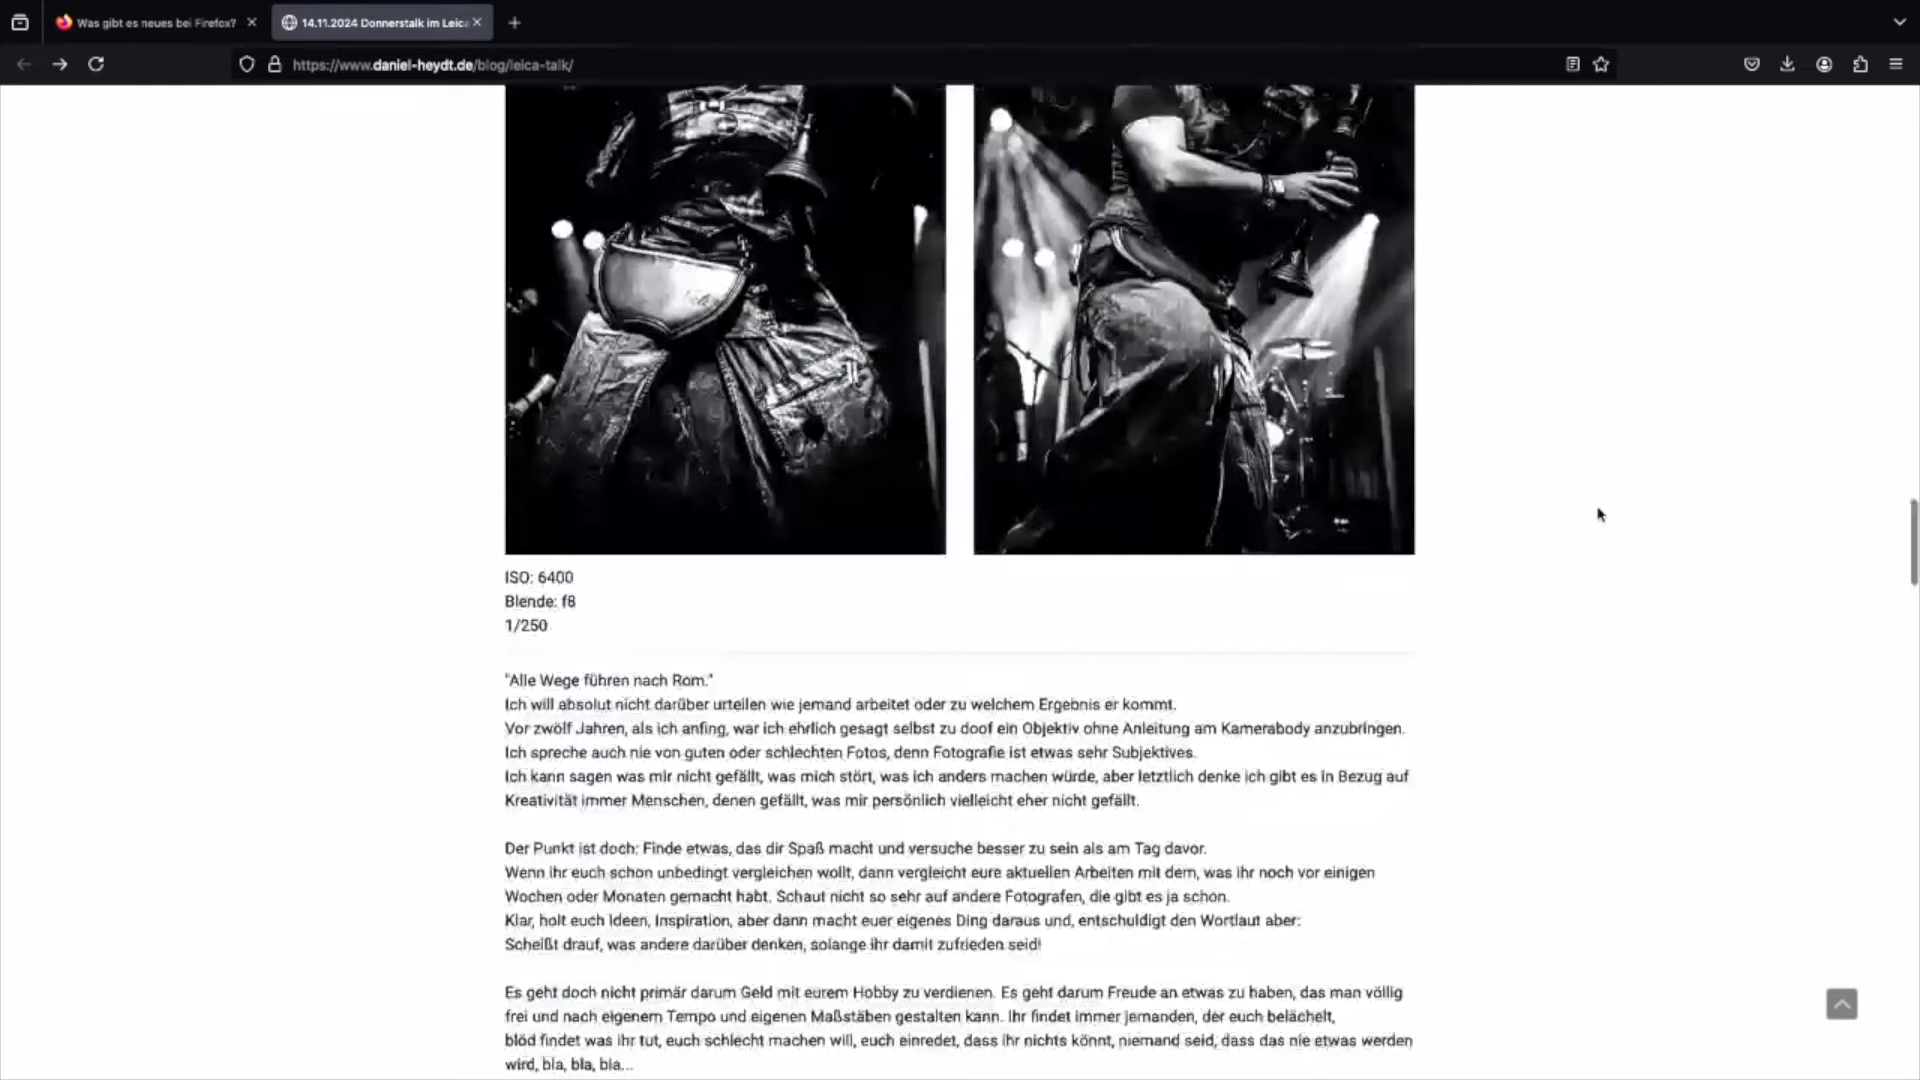 Was gibt es neues bei Firefox?
14.11.2024 Donnerstalk im Leica
https://www.daniel-heydt.de/blog/leica-talk/
ISO: 6400
Blende: f8
1/250
"Alle Wege führen nach Rom."
Ich will absolut nicht darüber urteilen wie jemand arbeitet oder zu welchem Ergebnis er kommt.
Vor zwölf Jahren, als ich anfing, war ich ehrlich gesagt selbst zu doof ein Objektiv ohne Anleitung am Kamerabody anzubringen.
Ich spreche auch nie von guten oder schlechten Fotos, denn Fotografie ist etwas sehr Subjektives.
Ich kann sagen was mir nicht gefällt, was mich stört, was ich anders machen würde, aber letztlich denke ich gibt es in Bezug auf
Kreativität immer Menschen, denen gefällt, was mir persönlich vielleicht eher nicht gefällt.
Der Punkt ist doch: Finde etwas, das dir Spaß macht und versuche besser zu sein als am Tag davor.
Wenn ihr euch schon unbedingt vergleichen wollt, dann vergleicht eure aktuellen Arbeiten mit dem, was ihr noch vor einigen
Wochen oder Monaten gemacht habt. Schaut nicht so sehr auf andere Fotografen, die gibt es ja schon.
Klar, holt euch Ideen, Inspiration, aber dann macht euer eigenes Ding daraus und, entschuldigt den Wortlaut aber:
Scheißt drauf, was andere darüber denken, solange ihr damit zufrieden seid!
Es geht doch nicht primär darum Geld mit eurem Hobby zu verdienen. Es geht darum Freude an etwas zu haben, das man völlig
frei und nach eigenem Tempo und eigenen Maßstäben gestalten kann. Ihr findet immer jemanden, der euch belächelt,
blöd findet was ihr tut, euch schlecht machen will, euch einredet, dass ihr nichts könnt, niemand seid, dass das nie etwas werden
wird, bla, bla, bla...